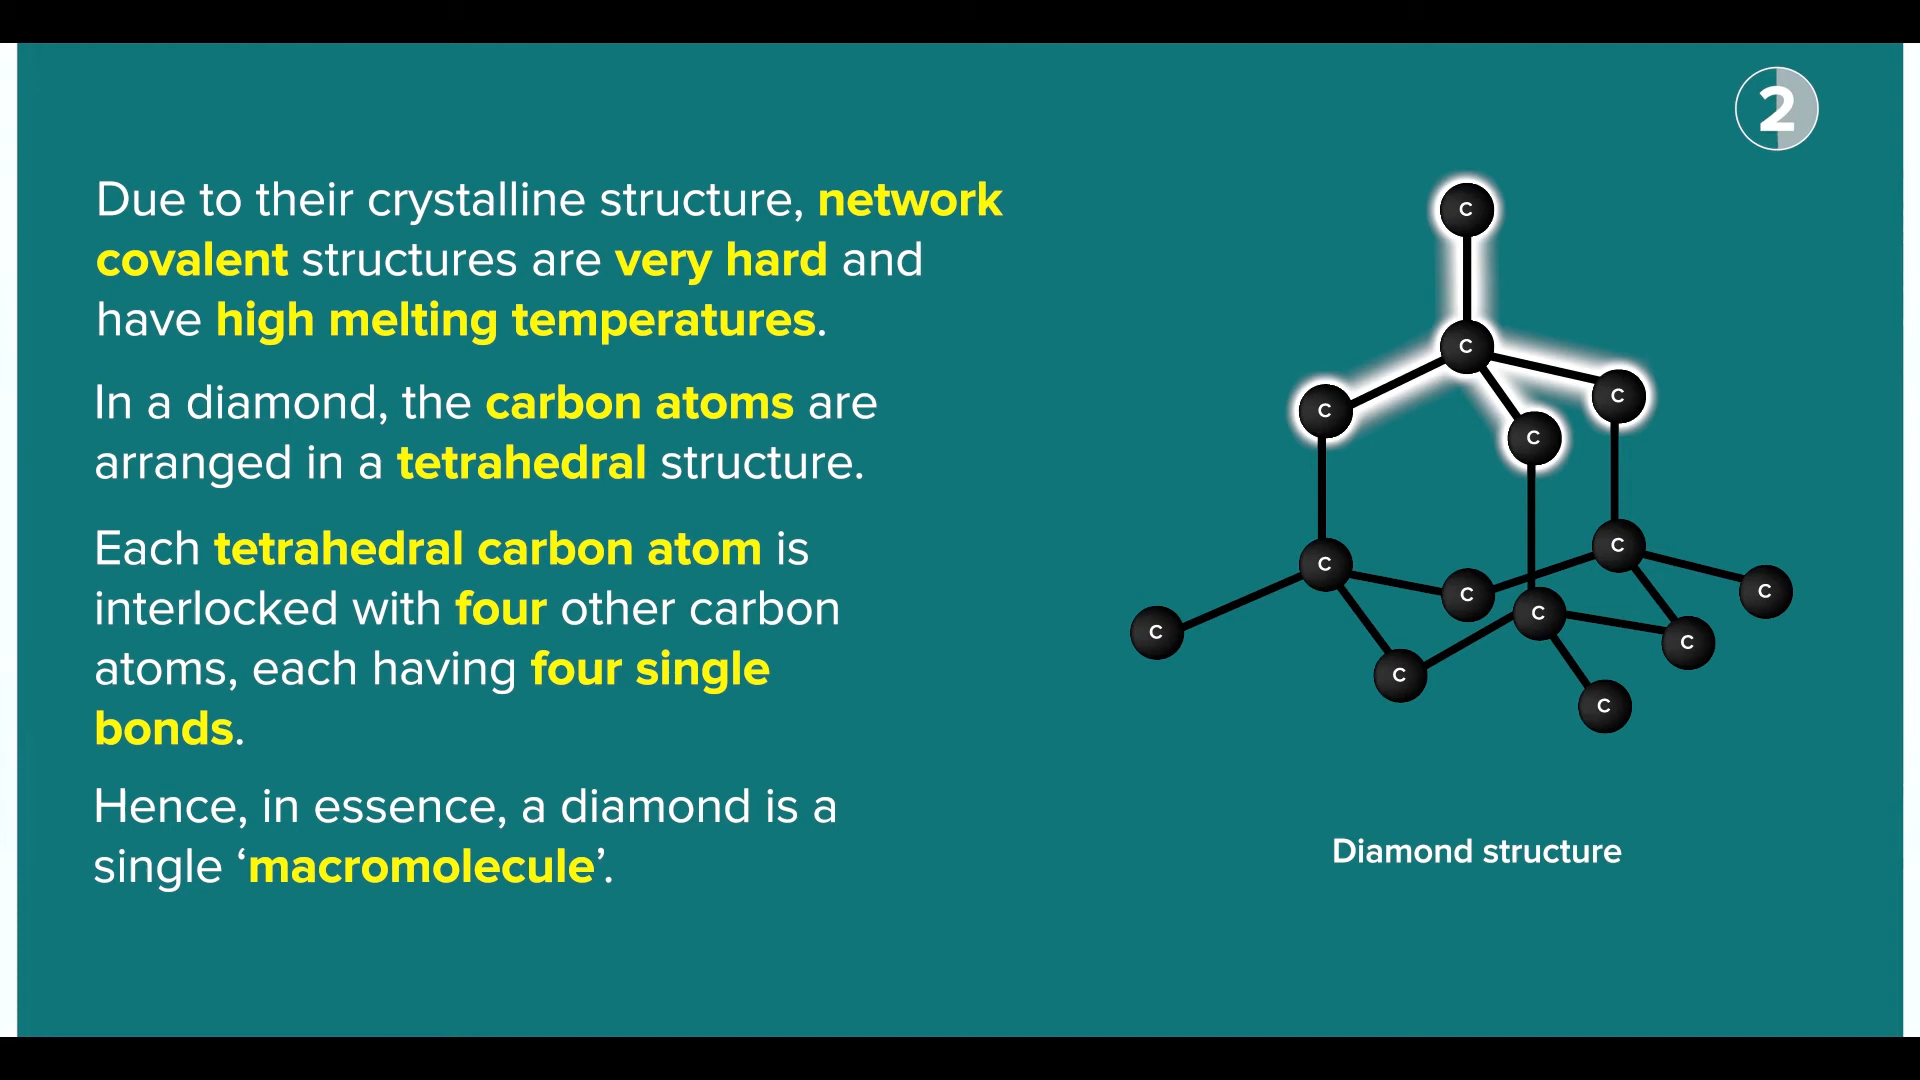 2
Due to their crystalline structure, network
covalent structures are very hard and
have high melting temperatures.
In a diamond, the carbon atoms are
arranged in a tetrahedral structure.
Each tetrahedral carbon atom is
interlocked with four other carbon
atoms, each having four single
bonds.
Hence, in essence, a diamond is a
single ‘macromolecule’.
C
C
C
C
C
C
C
C
C
C
C
C
C
C
Diamond structure